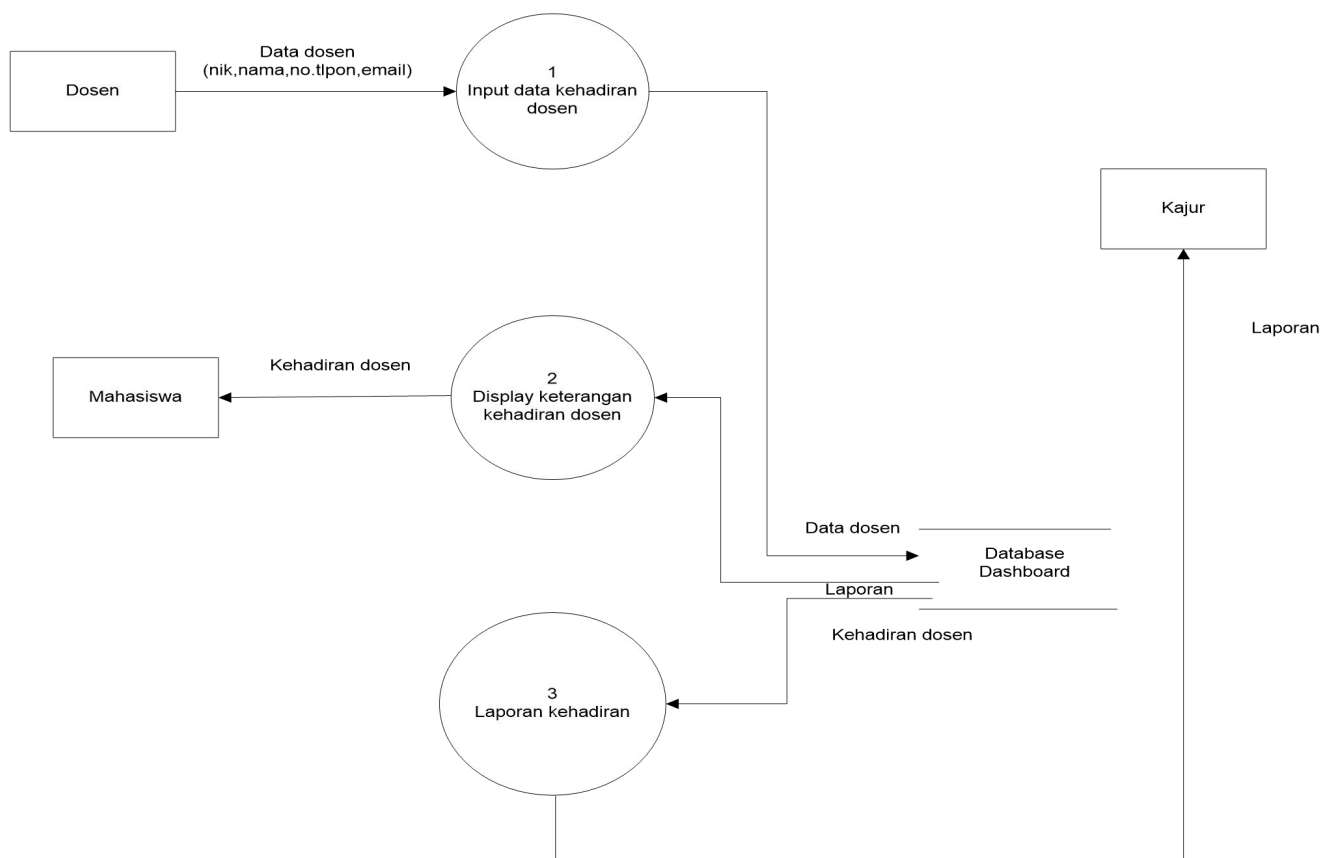 Dosen
Data dosen
(nik,nama,no.tlpon,email)
1
Input data kehadiran
dosen
Kajur
Laporan
Mahasiswa
Kehadiran dosen
2
Display keterangan
kehadiran dosen
Data dosen
Database
Dashboard
Laporan
Kehadiran dosen
3
Laporan kehadiran